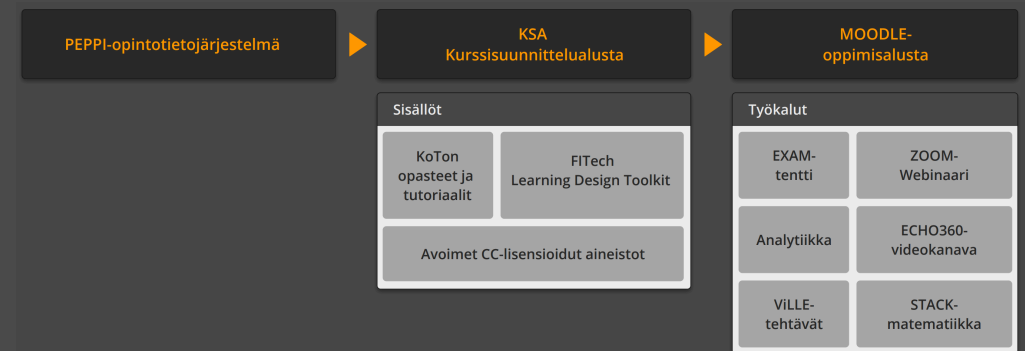 PEPPI-opintotietojärjestelmä
KSA
Kurssisuunnittelualusta
MOODLE-
oppimisalusta
Sisällöt
KoTon
opasteet ja
tutoriaalit
FITech
Learning Design Toolkit
Avoimet CC-lisensioidut aineistot
Työkalut
EXAM-
tentti
ZOOM-
Webinaari
Analytiikka
ECHO360-
videokanava
ViLLE-
tehtävät
STACK-
matematiikka